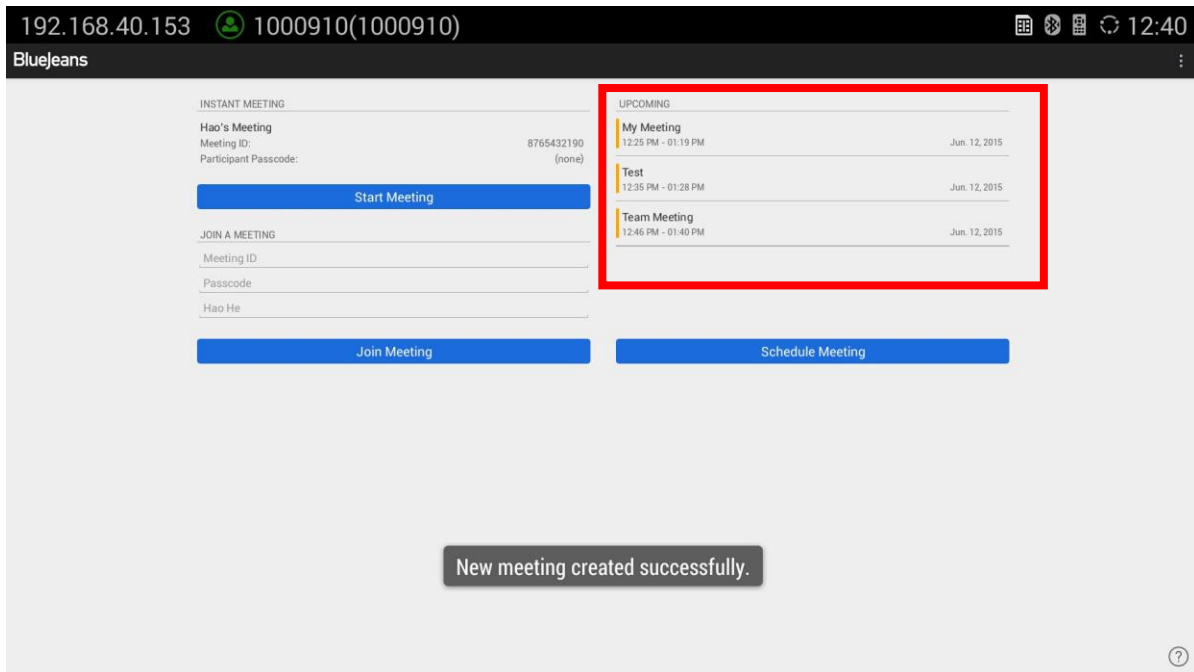 192.168.40.153 1000910(1000910) 12:40
BlueJeans
INSTANT MEETING
Hao's Meeting
Meeting ID: 8765432190
Participant Passcode: (none)
Start Meeting
JOIN A MEETING
Meeting ID
Passcode
Hao He
Join Meeting
UPCOMING
My Meeting
12:25 PM - 01:19 PM Jun. 12, 2015
Test
12:35 PM - 01:28 PM Jun. 12, 2015
Team Meeting
12:46 PM - 01:40 PM Jun. 12, 2015
Schedule Meeting
New meeting created successfully.
?